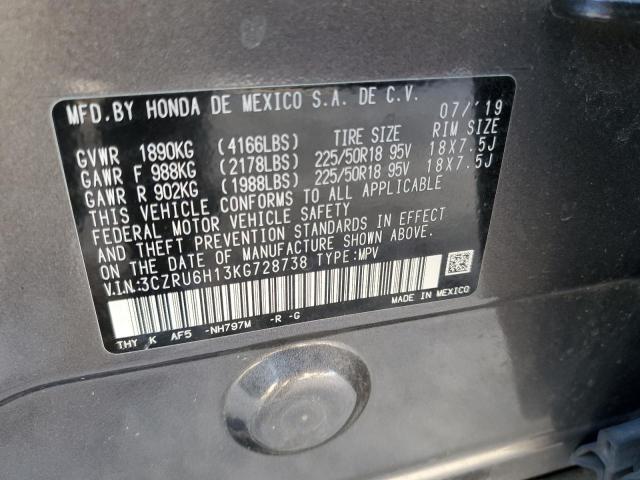 MFD. BY HONDA DE MEXICO S.A. DE C.V. 07/'19
TIRE SIZE RIM SIZE
GVWR 1890KG (4166LBS)
GAWR F 988KG (2178LBS) 225/50R18 95V 18X7.5J
GAWR R 902KG (1988LBS) 225/50R18 95V 18X7.5J
THIS VEHICLE CONFORMS TO ALL APPLICABLE
FEDERAL MOTOR VEHICLE SAFETY
AND THEFT PREVENTION STANDARDS IN EFFECT
ON THE DATE OF MANUFACTURE SHOWN ABOVE.
V.I.N:3CZRU6H13KG728738 TYPE:MPV
MADE IN MEXICO
THY K AF5 -NH797M -R -G